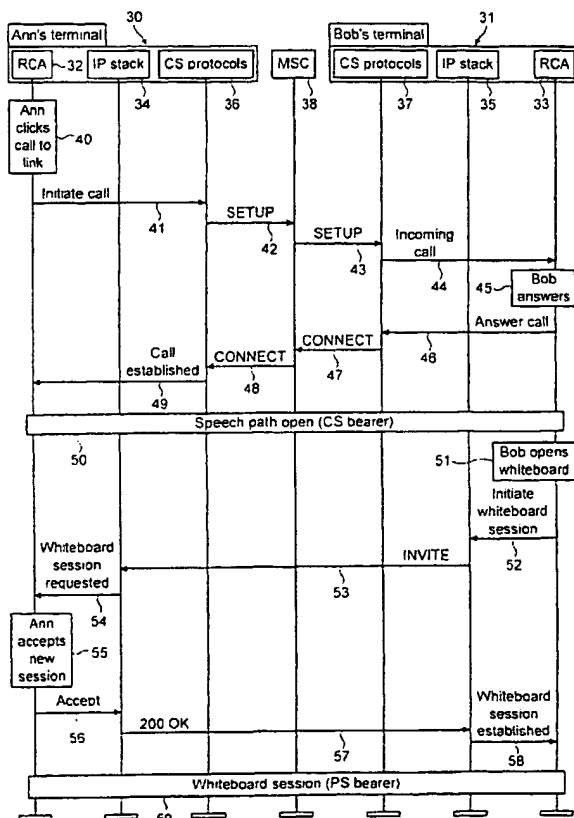 Ann's terminal 30 Bob's terminal 31
RCA 32 IP stack CS protocols MSC CS protocols IP stack RCA
34 36 38 37 35 33
Ann
clicks
call to
link
40
Initiate call
41
SETUP
42
SETUP
43
Incoming
call
44
45
Bob
answers
Answer call
46
CONNECT
47
CONNECT
48
Call
established
49
Speech path open (CS bearer)
50
51
Bob opens
whiteboard
Initiate
whiteboard
session
52
INVITE
53
Whiteboard
session
requested
54
Ann
accepts
new
session
55
Accept
56
200 OK
57
Whiteboard
session
established
58
Whiteboard session (PS bearer)